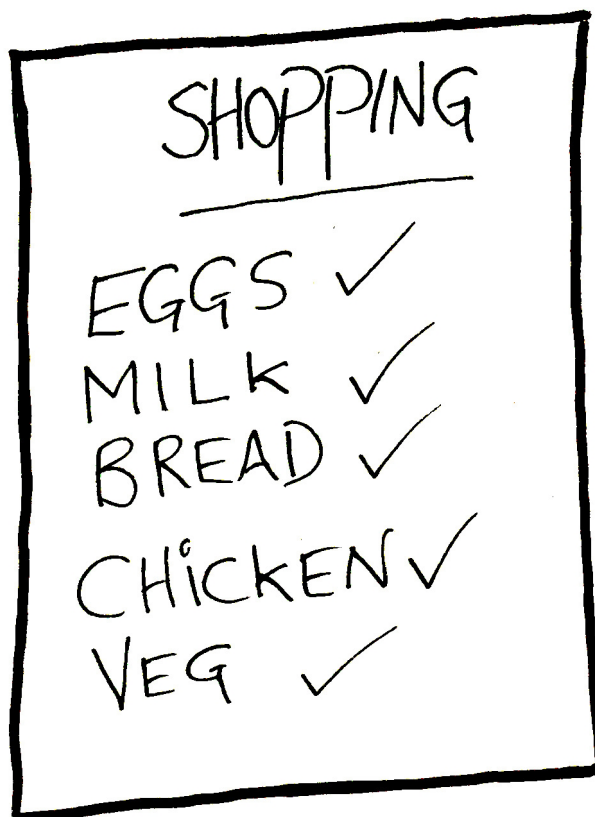 SHOPPING
EGGS ✓
MILK ✓
BREAD ✓
CHiCKEN ✓
VEG ✓